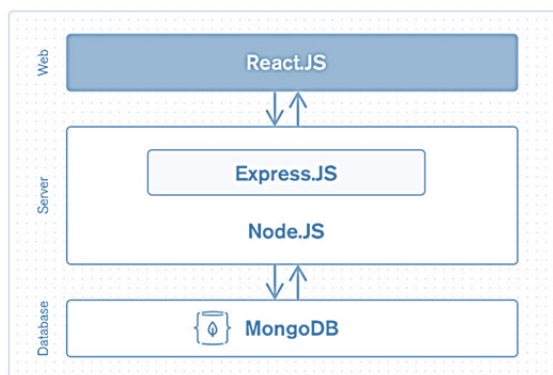 Web
React.JS
Server
Express.JS
Node.JS
Database
MongoDB